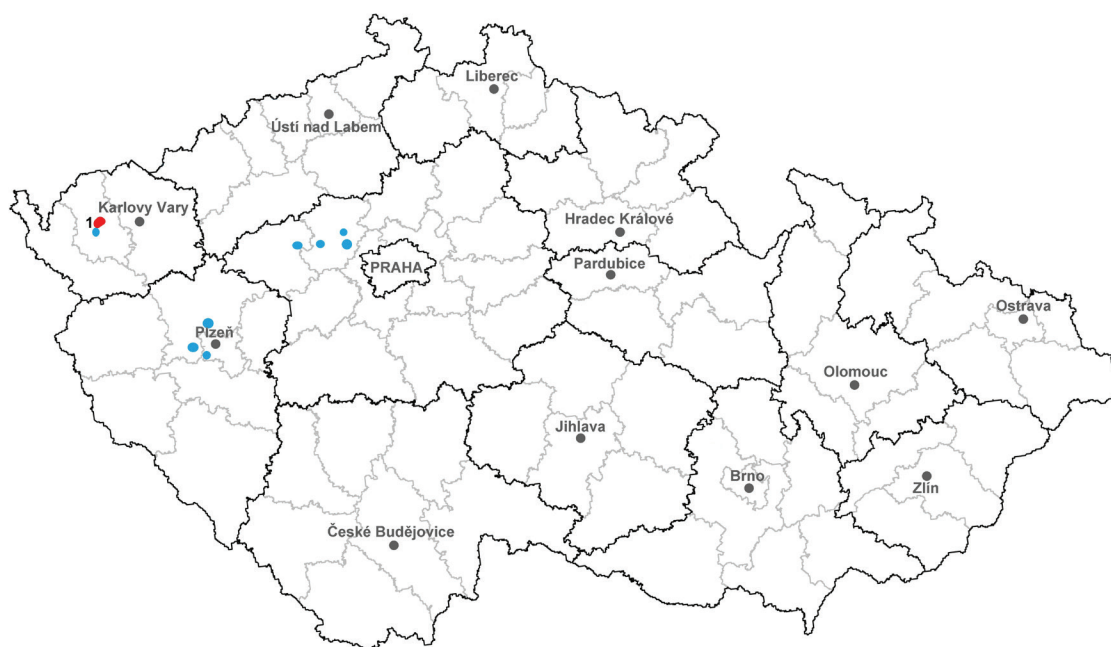 Liberec
Ústí nad Labem
Karlovy Vary
1
Hradec Králové
PRAHA
Pardubice
Ostrava
Plzeň
Olomouc
Jihlava
Brno
Zlín
České Budějovice